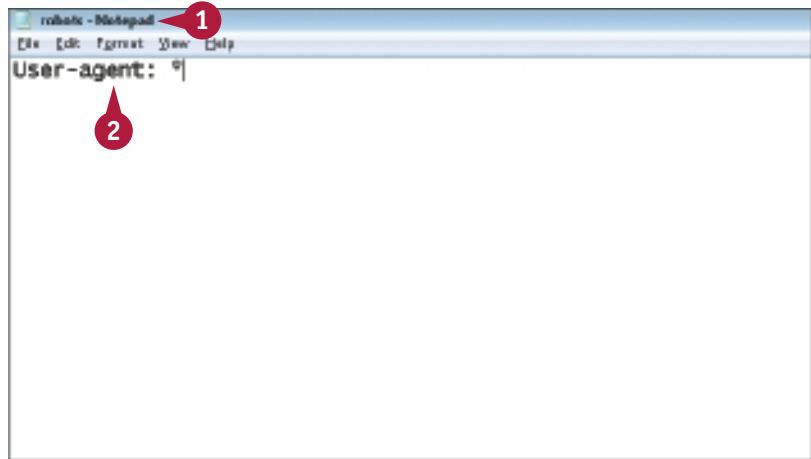 robots - Notepad
1
File Edit Format View Help
User-agent: *
2